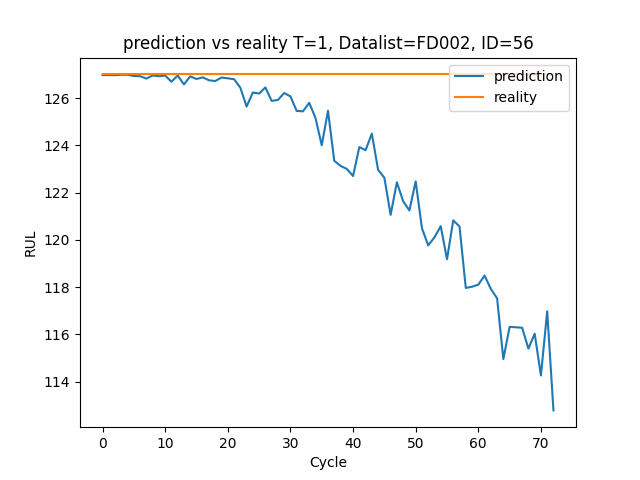 prediction vs reality T=1, Datalist=FD002, ID=56
prediction
reality
RUL
126
124
122
120
118
116
114
0 10 20 30 40 50 60 70
Cycle